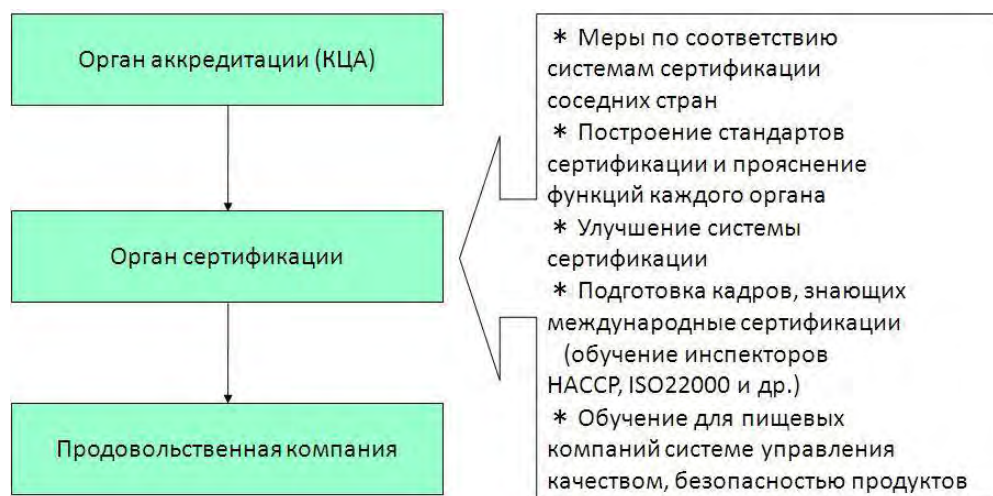 Орган аккредитации (КЦА)
Орган сертификации
Продовольственная компания
* Меры по соответствию
системам сертификации
соседних стран
* Построение стандартов
сертификации и прояснение
функций каждого органа
* Улучшение системы
сертификации
* Подготовка кадров, знающих
международные сертификации
(обучение инспекторов
НАССР, ISO22000 и др.)
* Обучение для пищевых
компаний системе управления
качеством, безопасностью продуктов